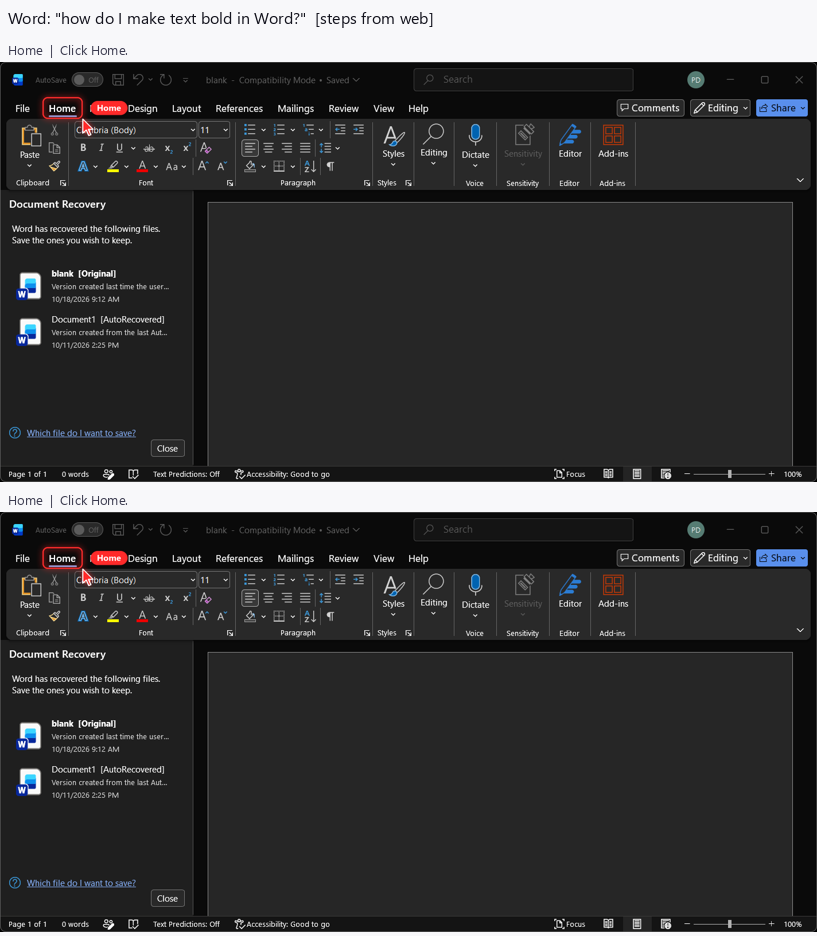 Word: "how do I make text bold in Word?"  [steps from web]
Home | Click Home.
AutoSave Off blank - Compatibility Mode • Saved Search PD
File Home Home Design Layout References Mailings Review View Help Comments Editing Share
Paste (Body) 11 Styles Editing Dictate Sensitivity Editor Add-ins
B I U ab x₂ x² A
A A Aa A A
Clipboard Font Paragraph Styles Voice Sensitivity Editor Add-ins
Document Recovery
Word has recovered the following files.
Save the ones you wish to keep.
blank [Original]
Version created last time the user...
10/18/2026 9:12 AM
Document1 [AutoRecovered]
Version created from the last Aut...
10/11/2026 2:25 PM
Which file do I want to save?
Close
Page 1 of 1 0 words Text Predictions: Off Accessibility: Good to go Focus 100%
Home | Click Home.
AutoSave Off blank - Compatibility Mode • Saved Search PD
File Home Home Design Layout References Mailings Review View Help Comments Editing Share
Paste (Body) 11 Styles Editing Dictate Sensitivity Editor Add-ins
B I U ab x₂ x² A
A A Aa A A
Clipboard Font Paragraph Styles Voice Sensitivity Editor Add-ins
Document Recovery
Word has recovered the following files.
Save the ones you wish to keep.
blank [Original]
Version created last time the user...
10/18/2026 9:12 AM
Document1 [AutoRecovered]
Version created from the last Aut...
10/11/2026 2:25 PM
Which file do I want to save?
Close
Page 1 of 1 0 words Text Predictions: Off Accessibility: Good to go Focus 100%